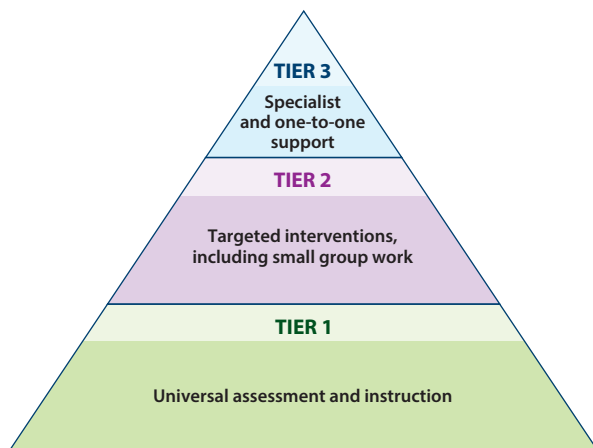 TIER 3
Specialist
and one-to-one
support
TIER 2
Targeted interventions,
including small group work
TIER 1
Universal assessment and instruction